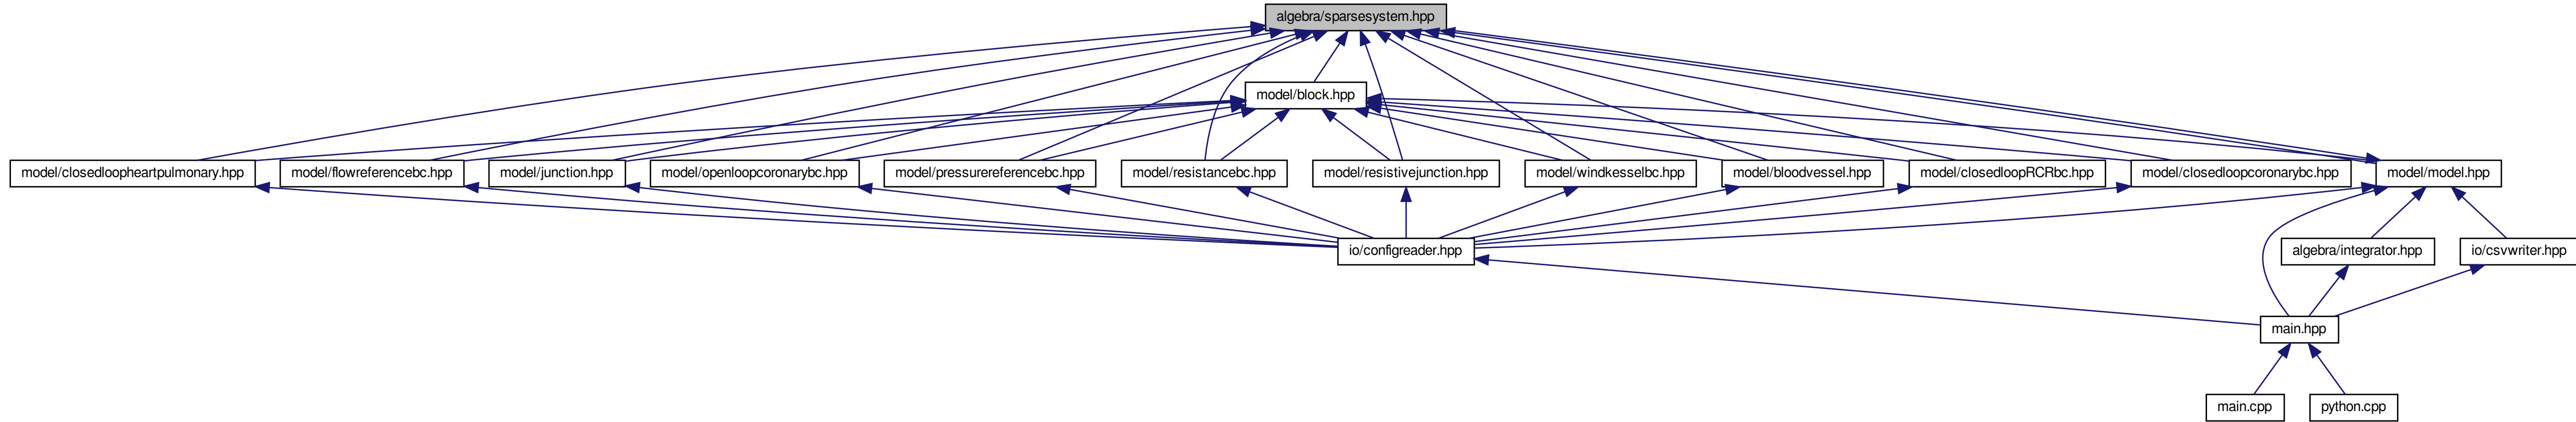 algebra/sparsesystem.hpp
model/block.hpp
model/closedloopheartpulmonary.hpp
model/flowreferencebc.hpp
model/junction.hpp
model/openloopcoronarybc.hpp
model/pressurereferencebc.hpp
model/resistancebc.hpp
model/resistivejunction.hpp
model/windkesselbc.hpp
model/bloodvessel.hpp
model/closedloopRCRbc.hpp
model/closedloopcoronarybc.hpp
model/model.hpp
io/configreader.hpp
algebra/integrator.hpp
io/csvwriter.hpp
main.hpp
main.cpp
python.cpp